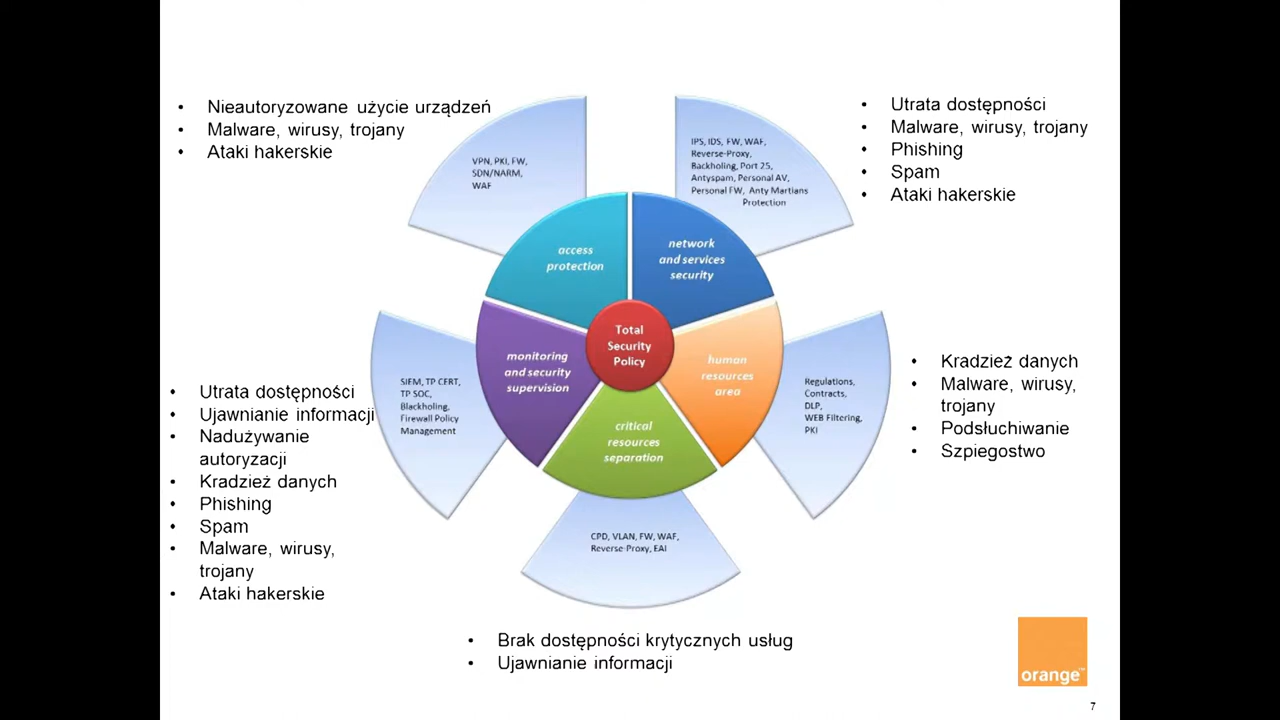 • Nieautoryzowane użycie urządzeń
• Malware, wirusy, trojany
• Ataki hakerskie
VPN, PKI, FW,
SDN/NARM,
WAF
IPS, IDS, FW, WAF,
Reverse-Proxy,
Backholing, Port 25,
Antyspam, Personal AV,
Personal FW, Anty Martians
Protection
• Utrata dostępności
• Malware, wirusy, trojany
• Phishing
• Spam
• Ataki hakerskie
access
protection
network
and services
security
Total
Security
Policy
monitoring
and security
supervision
human
resources
area
critical
resources
separation
SIEM, TP CERT,
TP SOC,
Blackholing,
Firewall Policy
Management
Regulations,
Contracts,
DLP,
WEB Filtering,
PKI
• Kradzież danych
• Malware, wirusy,
trojany
• Podsłuchiwanie
• Szpiegostwo
• Utrata dostępności
• Ujawnianie informacji
• Nadużywanie
autoryzacji
• Kradzież danych
• Phishing
• Spam
• Malware, wirusy,
trojany
• Ataki hakerskie
CPD, VLAN, FW, WAF,
Reverse-Proxy, EAI
• Brak dostępności krytycznych usług
• Ujawnianie informacji
orange™
7